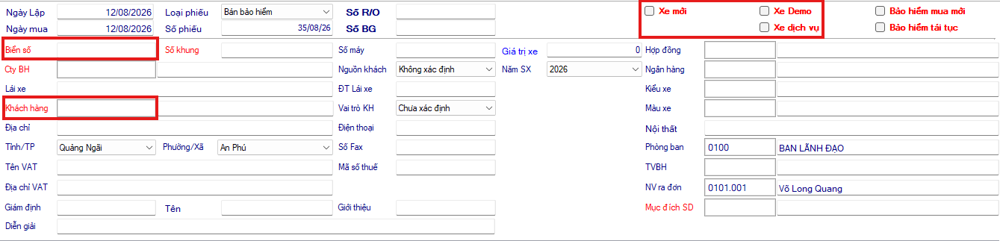 Ngày Lập 12/08/2026 Loại phiếu Bán bảo hiểm Số R/O Xe mới Xe Demo Bảo hiểm mua mới
Ngày mua 12/08/2026 Số phiếu 35/08/26 Số BG Xe dịch vụ Bảo hiểm tái tục
Biển số Số khung Số máy Giá trị xe 0 Hợp đồng
Cty BH Nguồn khách Không xác định Năm SX 2026 Ngân hàng
Lái xe ĐT Lái xe Kiểu xe
Khách hàng Vai trò KH Chưa xác định Màu xe
Địa chỉ Điện thoại Nội thất
Tỉnh/TP Quảng Ngãi Phường/Xã An Phú Số Fax Phòng ban 0100 BAN LÃNH ĐẠO
Tên VAT Mã số thuế TVBH
Địa chỉ VAT NV ra đơn 0101.001 Võ Long Quang
Giám định Tên Giới thiệu Mục đích SD
Diễn giải